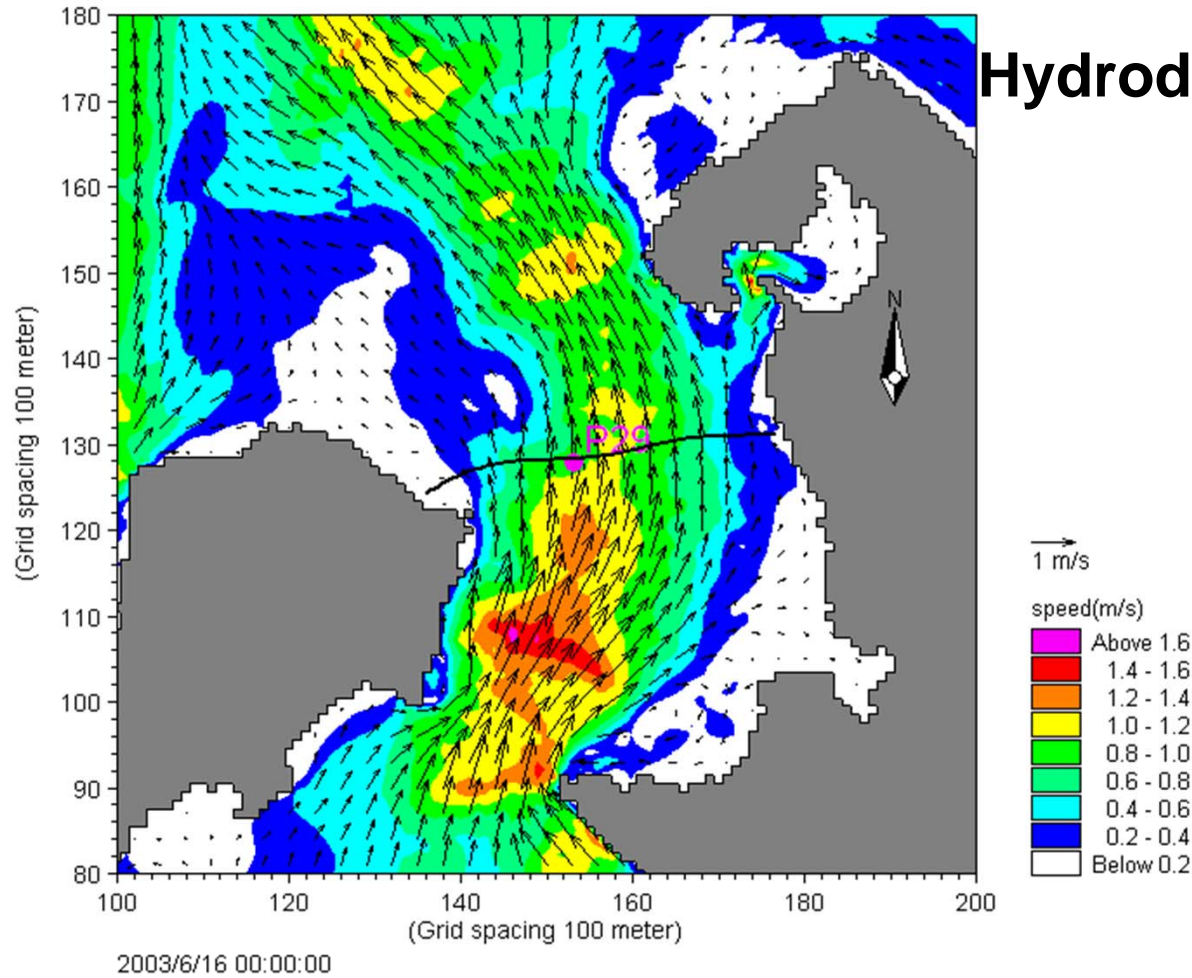 Hydrod
180
170
160
150
140
130
120
110
100
90
80
(Grid spacing 100 meter)
N
P29
100
120
140
160
180
200
(Grid spacing 100 meter)
2003/6/16 00:00:00
1 m/s
speed(m/s)
Above 1.6
1.4 - 1.6
1.2 - 1.4
1.0 - 1.2
0.8 - 1.0
0.6 - 0.8
0.4 - 0.6
0.2 - 0.4
Below 0.2